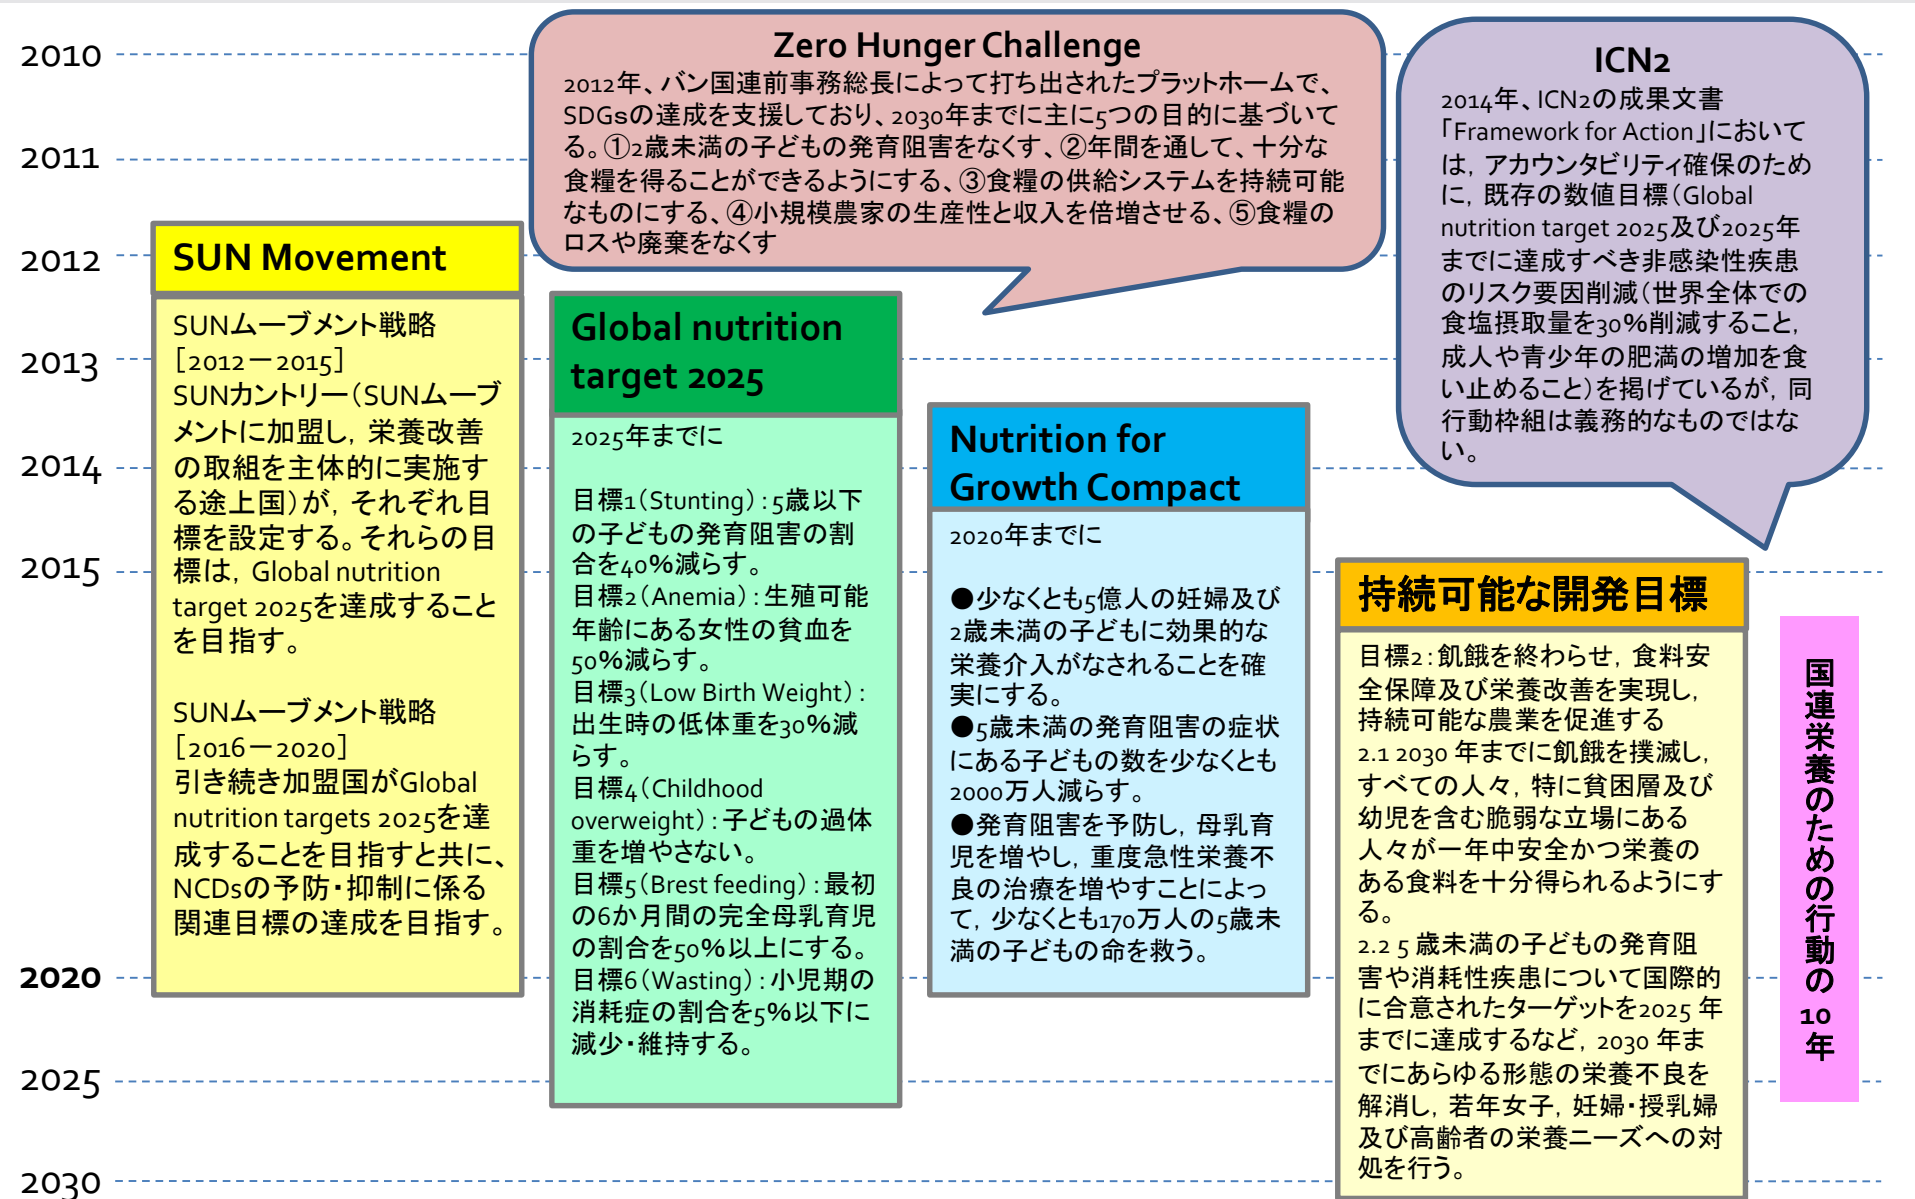 2010
2011
2012
2013
2014
2015
2020
2025
2030
Zero Hunger Challenge
2012年、バン国連前事務総長によって打ち出されたプラットホームで、
SDGsの達成を支援しており、2030年までに主に5つの目的に基づいて
る。①2歳未満の子どもの発育阻害をなくす、②年間を通して、十分な
食糧を得ることができるようにする、③食糧の供給システムを持続可能
なものにする、④小規模農家の生産性と収入を倍増させる、⑤食糧の
ロスや廃棄をなくす
ICN2
2014年、ICN2の成果文書
「Framework for Action」において
は，アカウンタビリティ確保のため
に，既存の数値目標（Global
nutrition target 2025及び2025年
までに達成すべき非感染性疾患
のリスク要因削減（世界全体での
食塩摂取量を30％削減すること，
成人や青少年の肥満の増加を食
い止めること）を掲げているが，同
行動枠組は義務的なものではな
い。
SUN Movement
SUNムーブメント戦略
［2012－2015］
SUNカントリー（SUNムーブ
メントに加盟し，栄養改善
の取組を主体的に実施す
る途上国）が，それぞれ目
標を設定する。それらの目
標は，Global nutrition
target 2025を達成すること
を目指す。
SUNムーブメント戦略
［2016－2020］
引き続き加盟国がGlobal
nutrition targets 2025を達
成することを目指すと共に、
NCDsの予防・抑制に係る
関連目標の達成を目指す。
Global nutrition
target 2025
2025年までに
目標1（Stunting）：5歳以下
の子どもの発育阻害の割
合を40％減らす。
目標2（Anemia）：生殖可能
年齢にある女性の貧血を
50％減らす。
目標3（Low Birth Weight）：
出生時の低体重を30％減
らす。
目標4（Childhood
overweight）：子どもの過体
重を増やさない。
目標5（Brest feeding）：最初
の6か月間の完全母乳育児
の割合を50％以上にする。
目標6（Wasting）：小児期の
消耗症の割合を5％以下に
減少・維持する。
Nutrition for
Growth Compact
2020年までに
●少なくとも5億人の妊婦及び
2歳未満の子どもに効果的な
栄養介入がなされることを確
実にする。
●5歳未満の発育阻害の症状
にある子どもの数を少なくとも
2000万人減らす。
●発育阻害を予防し，母乳育
児を増やし，重度急性栄養不
良の治療を増やすことによっ
て，少なくとも170万人の5歳未
満の子どもの命を救う。
持続可能な開発目標
目標2：飢餓を終わらせ，食料安
全保障及び栄養改善を実現し，
持続可能な農業を促進する
2.1 2030 年までに飢餓を撲滅し，
すべての人々，特に貧困層及び
幼児を含む脆弱な立場にある
人々が一年中安全かつ栄養の
ある食料を十分得られるようにす
る。
2.2 5 歳未満の子どもの発育阻
害や消耗性疾患について国際的
に合意されたターゲットを2025 年
までに達成するなど，2030 年ま
でにあらゆる形態の栄養不良を
解消し，若年女子，妊婦・授乳婦
及び高齢者の栄養ニーズへの対
処を行う。
国連栄養のための行動の10年